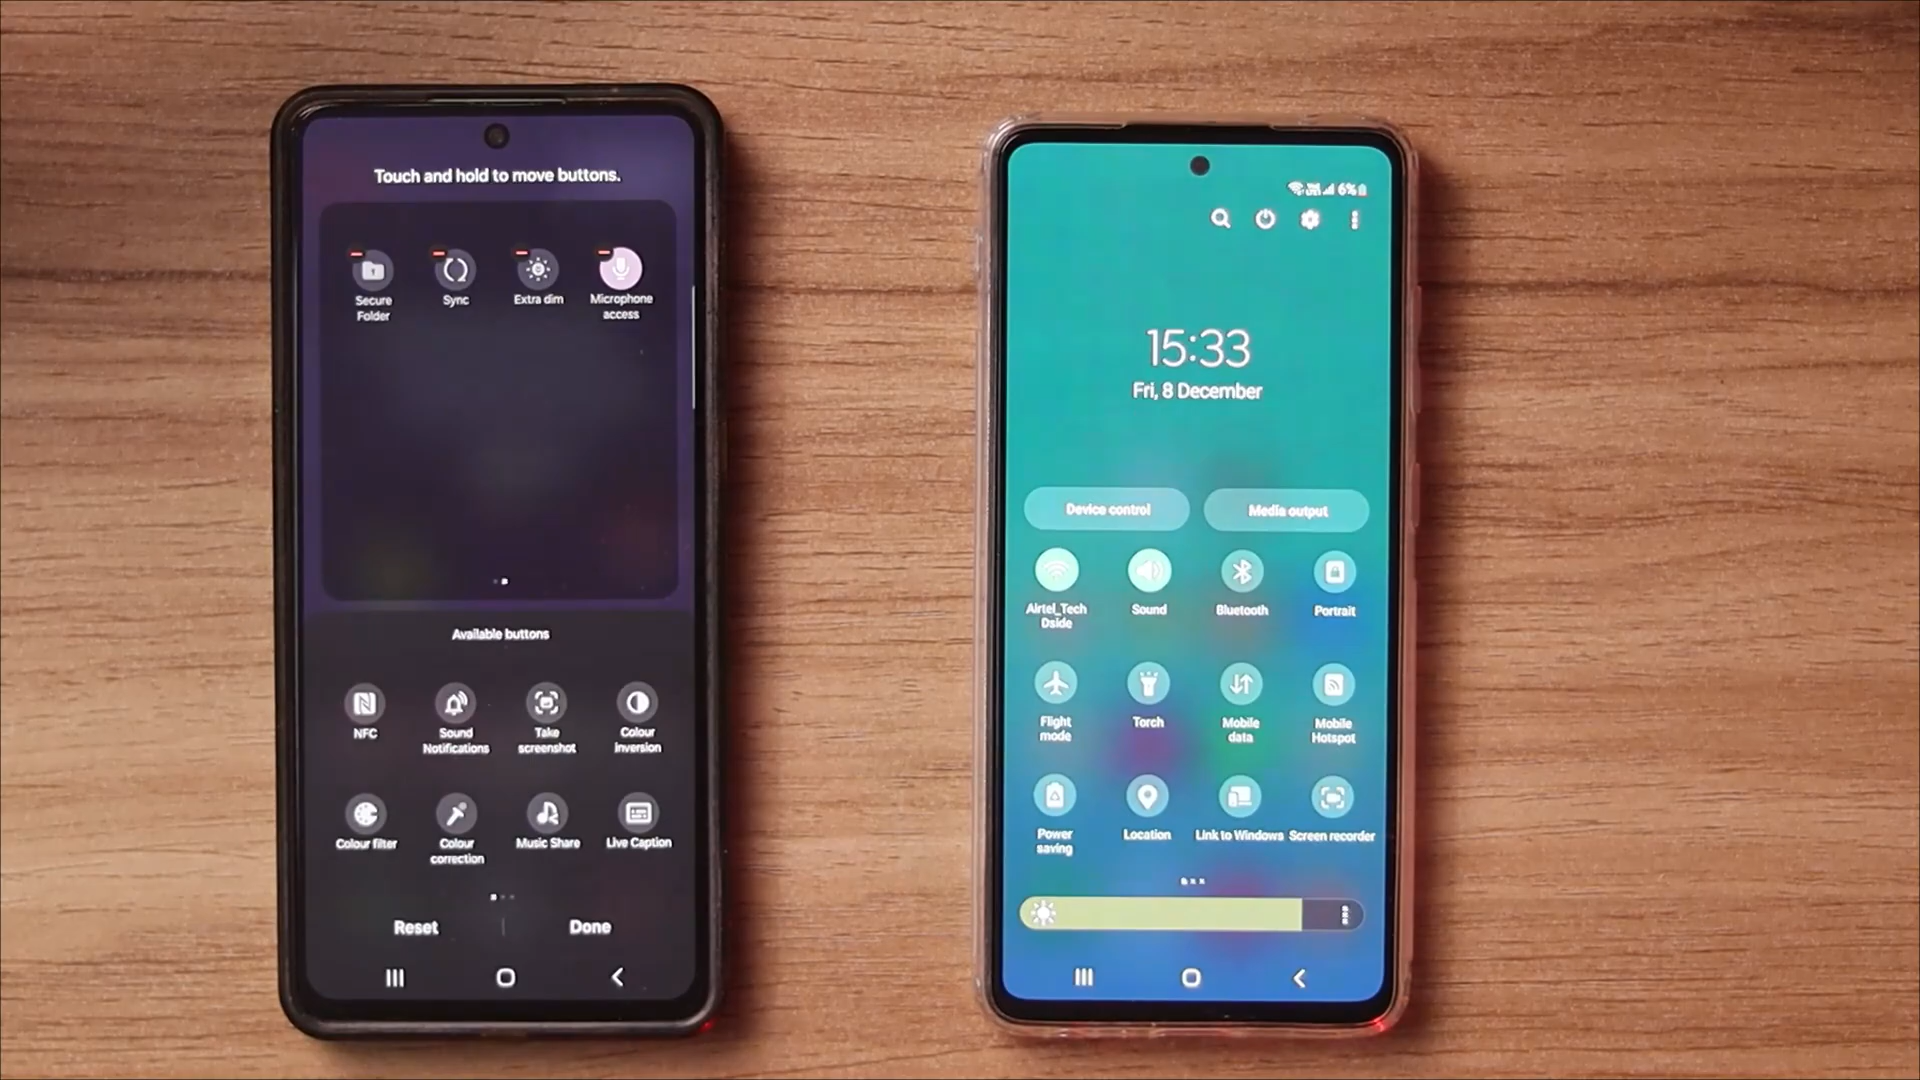 Touch and hold to move buttons.
Secure
Folder
Sync
Extra dim
Microphone
access
Available buttons
NFC
Sound
Notifications
Take
screenshot
Colour
inversion
Colour filter
Colour
correction
Music Share
Live Caption
Reset
Done
6%
15:33
Fri, 8 December
Device control
Media output
Airtel_Tech
Dside
Sound
Bluetooth
Portrait
Flight
mode
Torch
Mobile
data
Mobile
Hotspot
Power
saving
Location
Link to Windows
Screen recorder